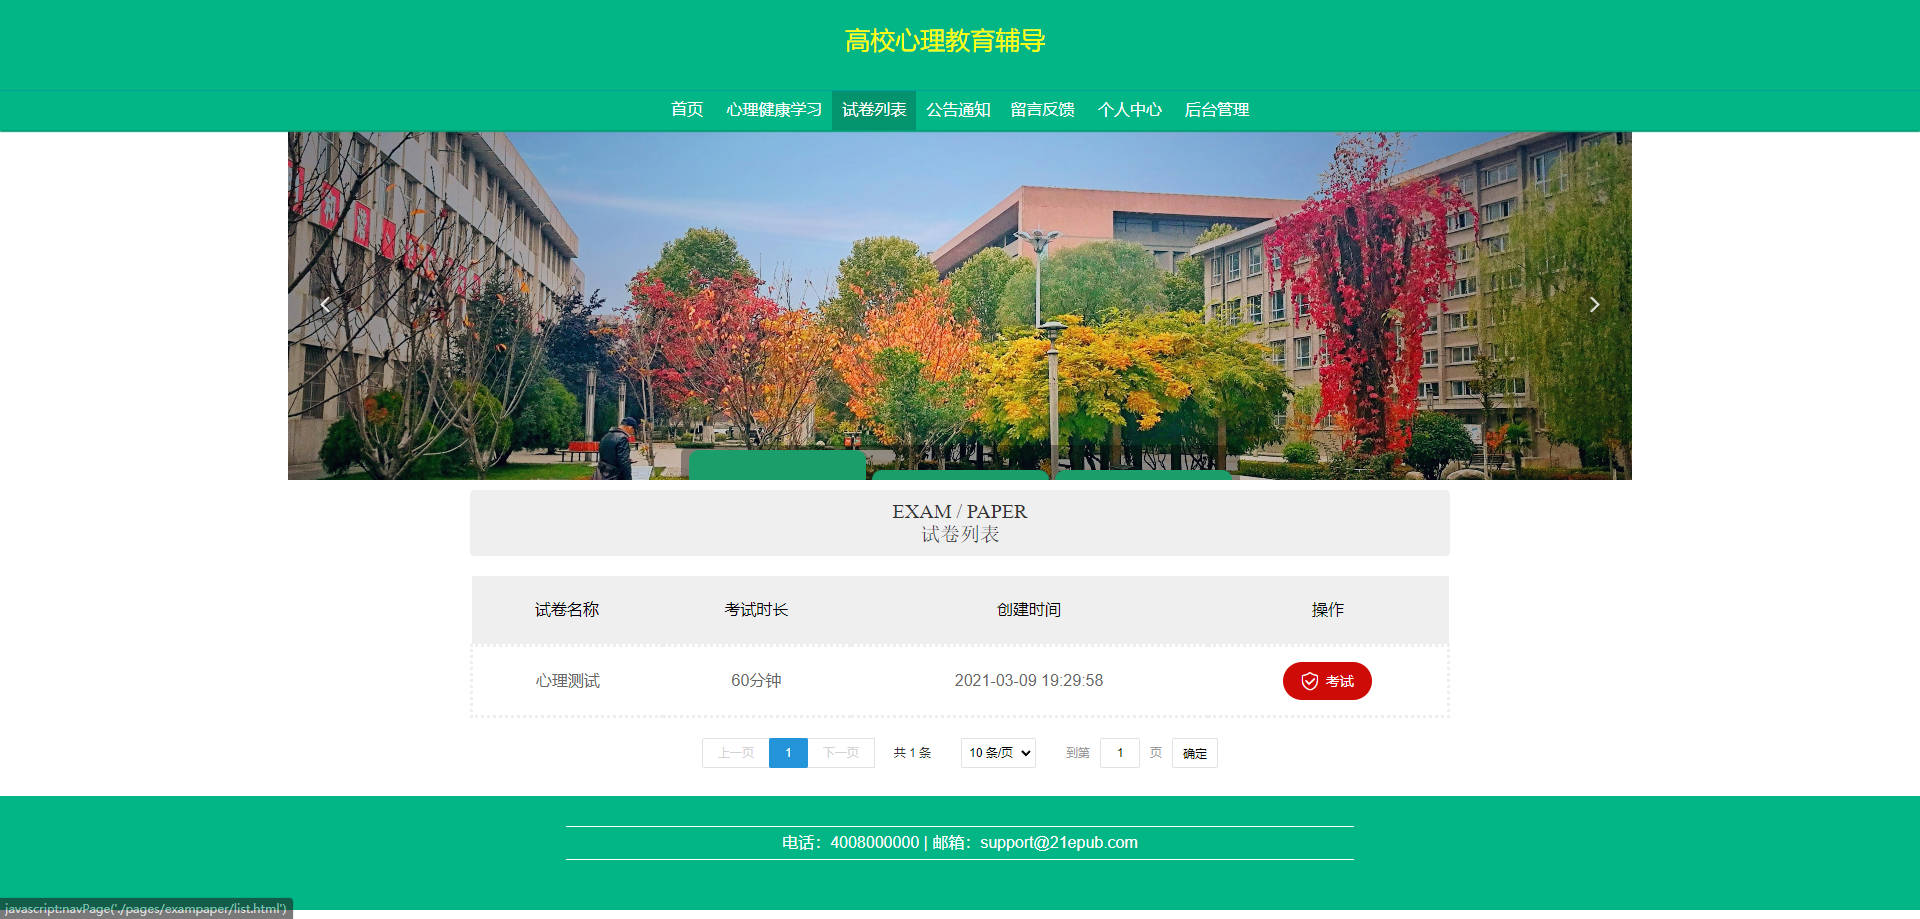 高校心理教育辅导
首页 心理健康学习 试卷列表 公告通知 留言反馈 个人中心 后台管理
EXAM / PAPER
试卷列表
试卷名称 考试时长 创建时间 操作
心理测试 60分钟 2021-03-09 19:29:58 考试
上一页 1 下一页 共 1 条 10 条/页 到第 1 页 确定
电话：4008000000 | 邮箱：support@21epub.com
javascript:navPage('./pages/exampaper/list.html')